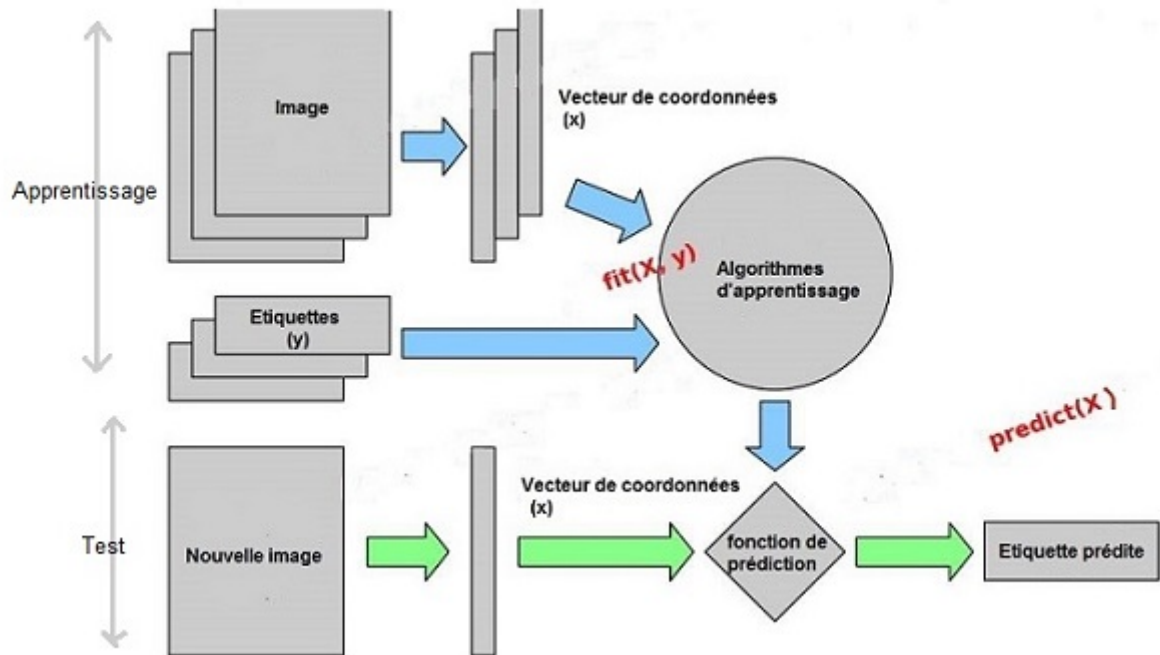 Image
Vecteur de coordonnées
(x)
Apprentissage
fit(X, y)
Algorithmes
d'apprentissage
Etiquettes
(y)
predict(X )
Vecteur de coordonnées
(x)
Test
Nouvelle image
fonction de
prédiction
Etiquette prédite